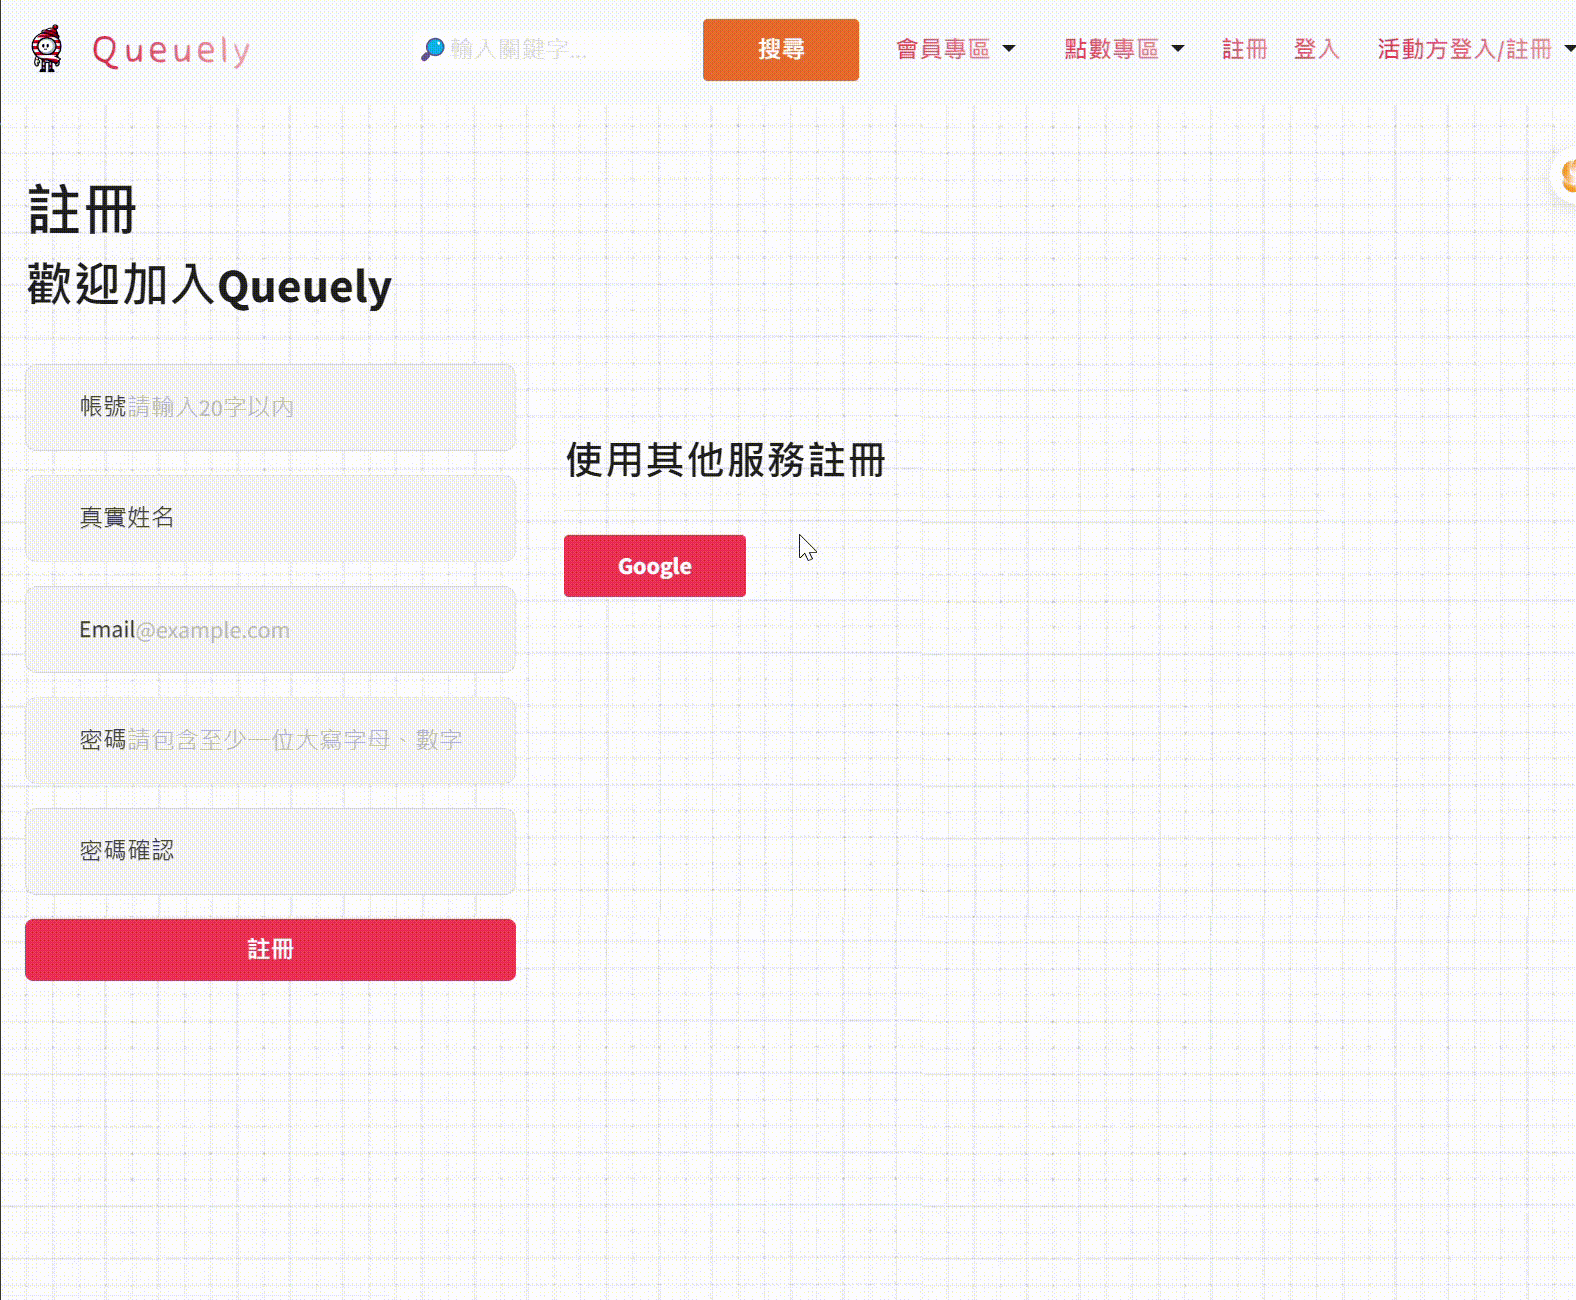 Queuely
輸入關鍵字...
搜尋
會員專區
點數專區
註冊
登入
活動方登入/註冊
註冊
歡迎加入Queuely
帳號請輸入20字以內
真實姓名
Email@example.com
密碼請包含至少一位大寫字母、數字
密碼確認
註冊
使用其他服務註冊
Google